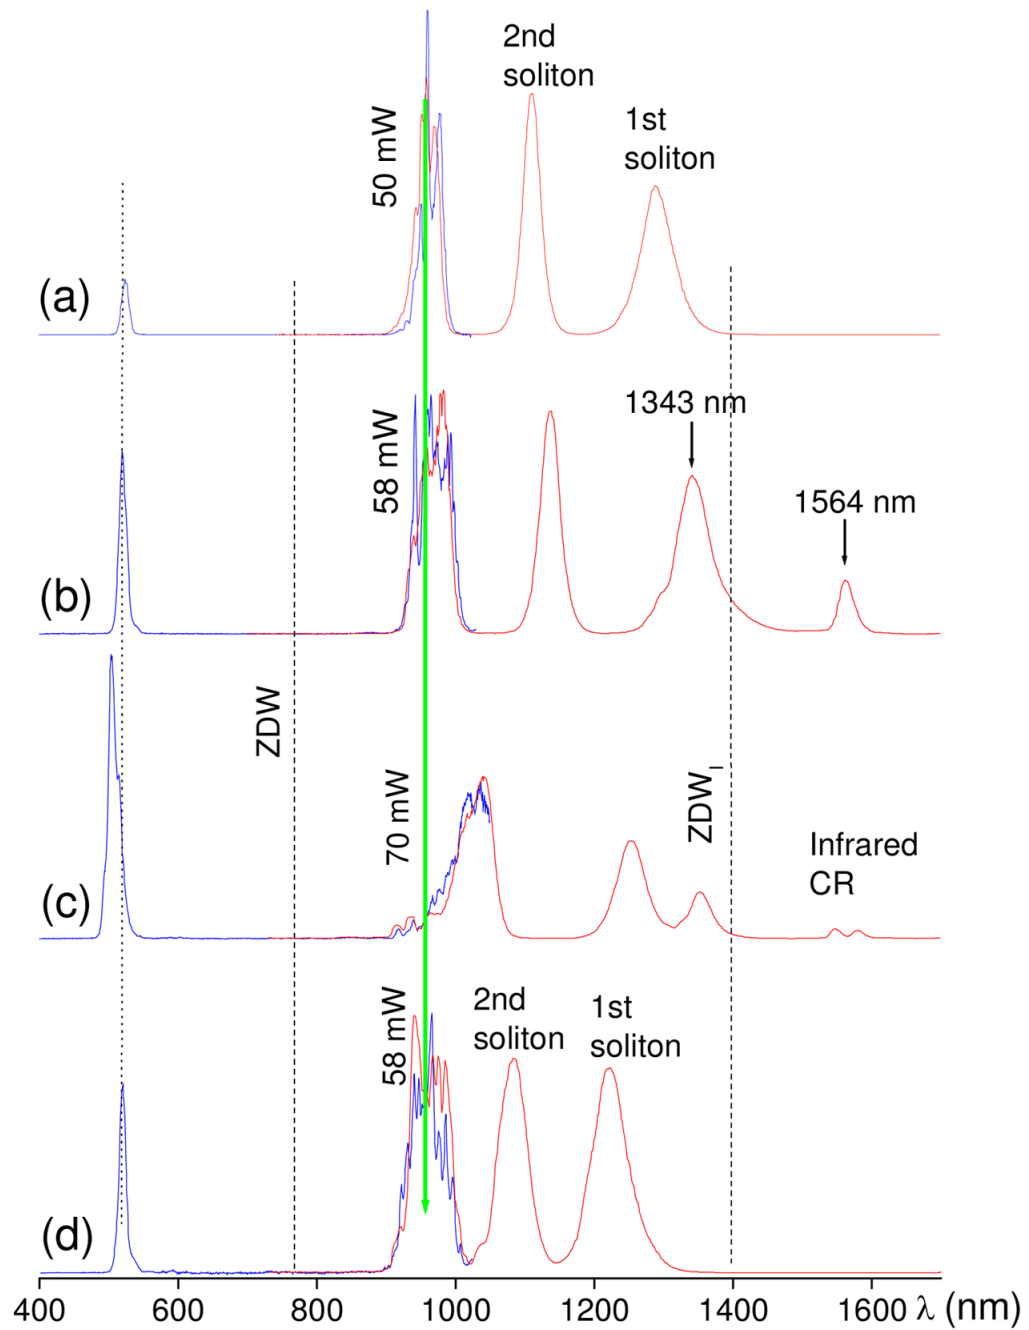 2nd
soliton
1st
soliton
50 mW
(a)
1343 nm
58 mW
1564 nm
(b)
ZDW
70 mW
ZDW_I
Infrared
CR
(c)
58 mW
2nd
soliton
1st
soliton
(d)
400 600 800 1000 1200 1400 1600 λ (nm)